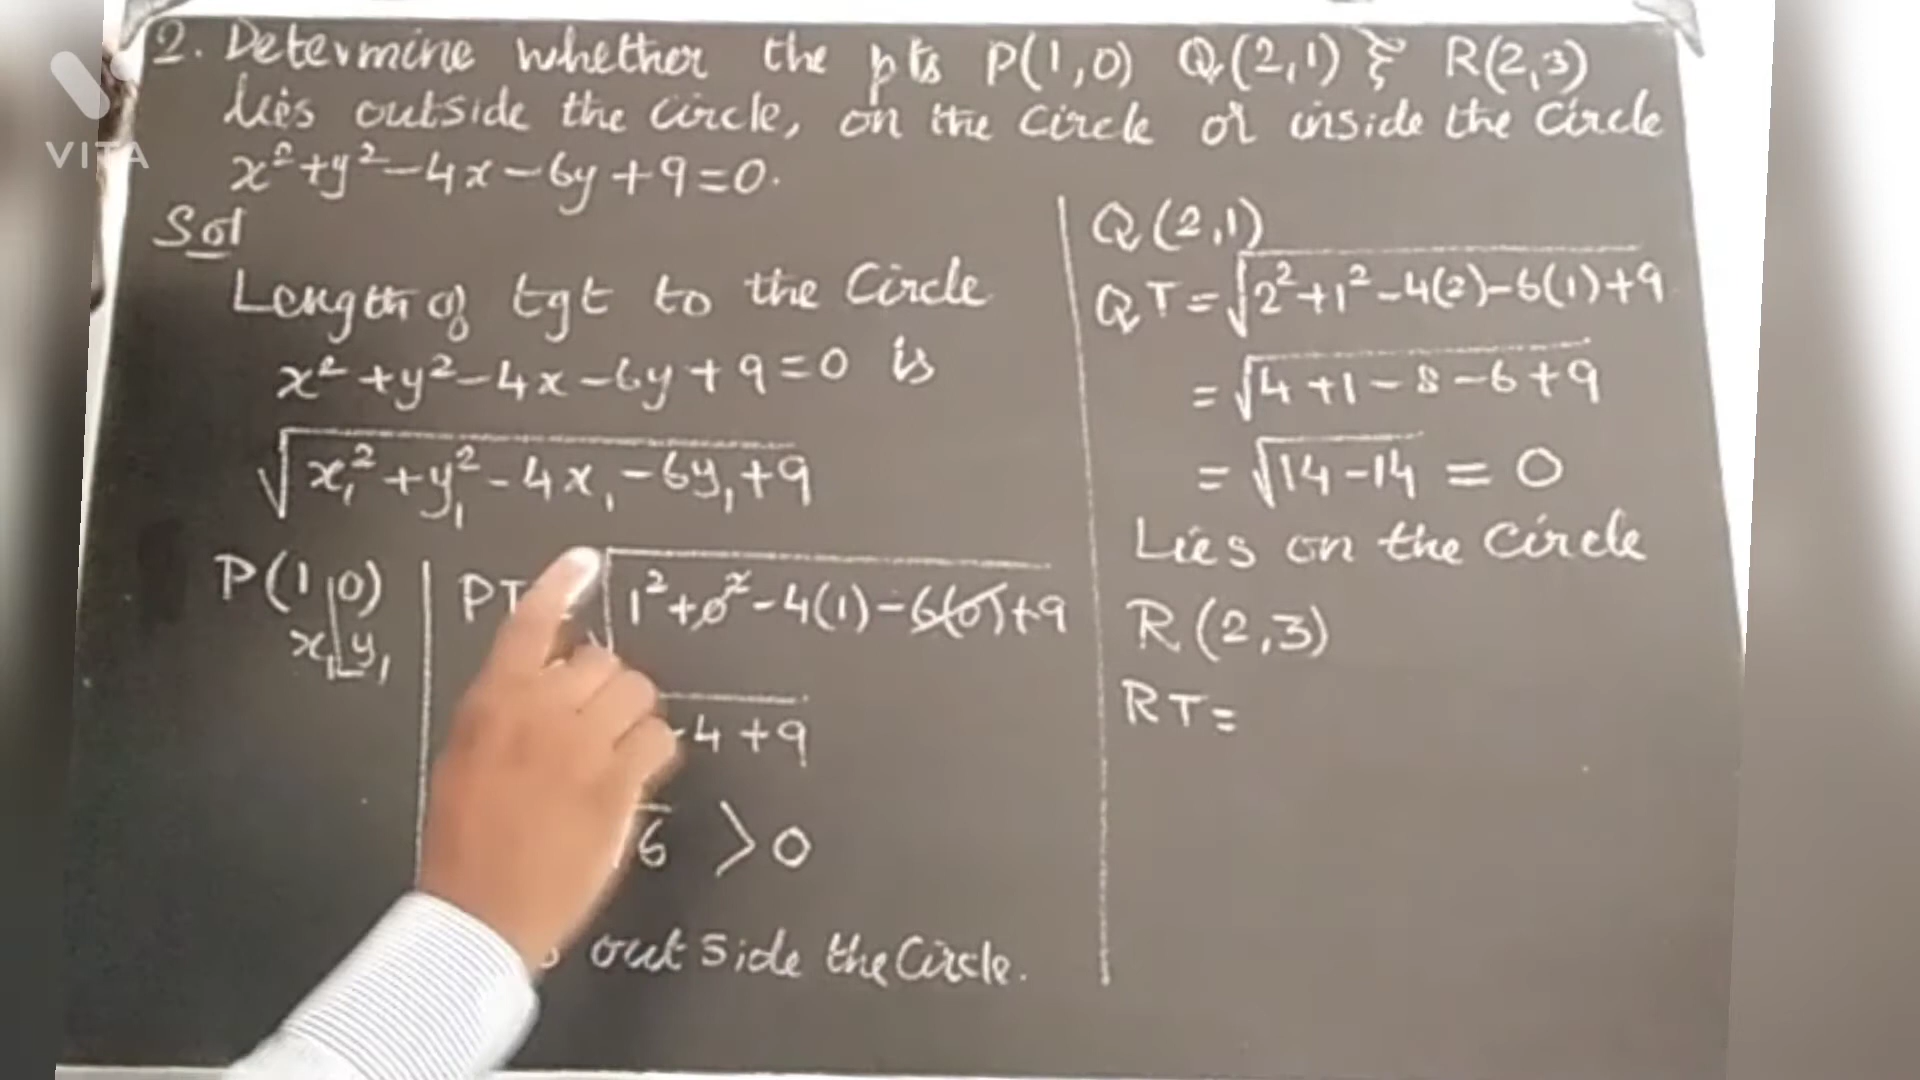 2. Determine whether the pts P(1,0) Q(2,1) & R(2,3)
lies outside the circle, on the circle or inside the circle
x²+y²-4x-6y+9=0.
Sol
Length of tgt to the circle
x²+y²-4x-6y+9=0 is
√x₁²+y₁²-4x₁-6y₁+9
P(1,0)
x₁ y₁
PT 1²+0²-4(1)-6(0)+9
-4+9
√6 >0
outside the circle.
Q(2,1)
QT=√2²+1²-4(2)-6(1)+9
=√4+1-8-6+9
=√14-14 = 0
Lies on the circle
R(2,3)
RT=
VITA